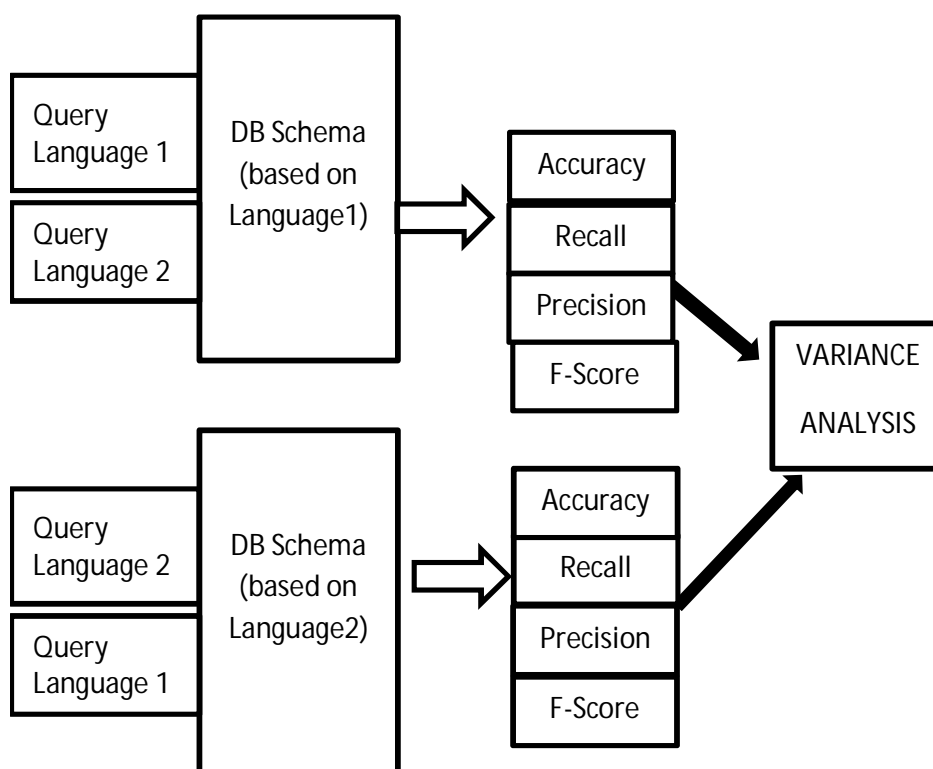 Query
Language 1
Query
Language 2
DB Schema
(based on
Language1)
Accuracy
Recall
Precision
F-Score
VARIANCE
ANALYSIS
Query
Language 2
Query
Language 1
DB Schema
(based on
Language2)
Accuracy
Recall
Precision
F-Score